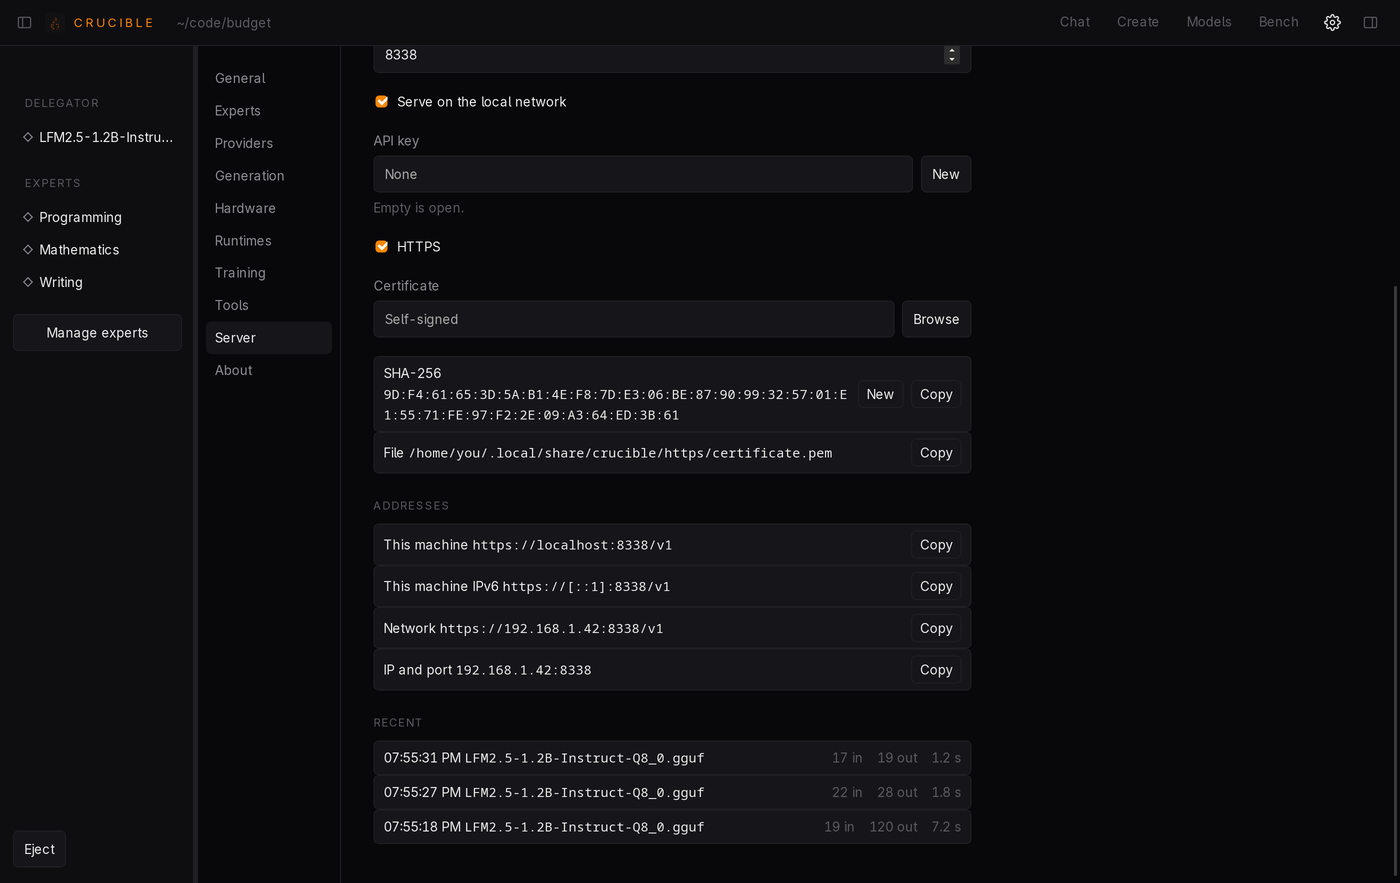 CRUCIBLE
~/code/budget
Chat
Create
Models
Bench
DELEGATOR
LFM2.5-1.2B-Instru...
EXPERTS
Programming
Mathematics
Writing
Manage experts
Eject
General
Experts
Providers
Generation
Hardware
Runtimes
Training
Tools
Server
About
8338
Serve on the local network
API key
None
New
Empty is open.
HTTPS
Certificate
Self-signed
Browse
SHA-256
9D:F4:61:65:3D:5A:B1:4E:F8:7D:E3:06:BE:87:90:99:32:57:01:E
1:55:71:FE:97:F2:2E:09:A3:64:ED:3B:61
New
Copy
File /home/you/.local/share/crucible/https/certificate.pem
Copy
ADDRESSES
This machine https://localhost:8338/v1
Copy
This machine IPv6 https://[::1]:8338/v1
Copy
Network https://192.168.1.42:8338/v1
Copy
IP and port 192.168.1.42:8338
Copy
RECENT
07:55:31 PM LFM2.5-1.2B-Instruct-Q8_0.gguf 17 in 19 out 1.2 s
07:55:27 PM LFM2.5-1.2B-Instruct-Q8_0.gguf 22 in 28 out 1.8 s
07:55:18 PM LFM2.5-1.2B-Instruct-Q8_0.gguf 19 in 120 out 7.2 s